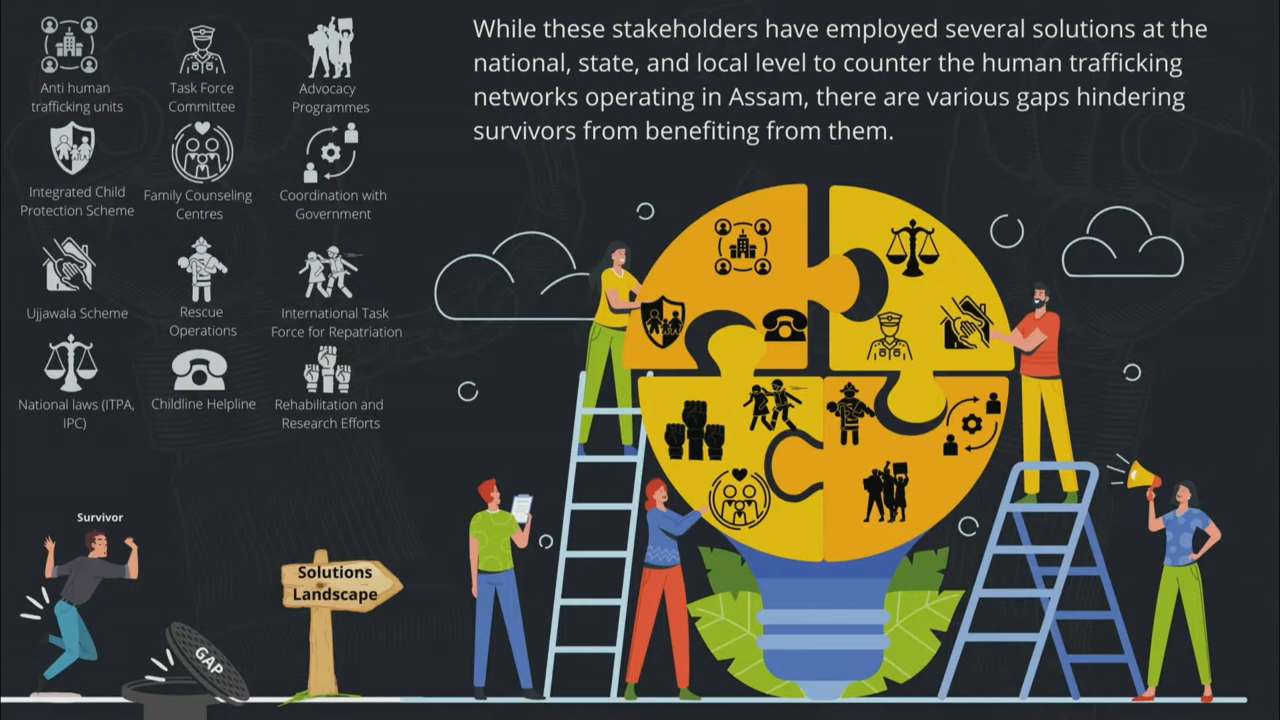 While these stakeholders have employed several solutions at the
national, state, and local level to counter the human trafficking
networks operating in Assam, there are various gaps hindering
survivors from benefiting from them.
Anti human
trafficking units
Task Force
Committee
Advocacy
Programmes
Integrated Child
Protection Scheme
Family Counseling
Centres
Coordination with
Government
Ujjawala Scheme
Rescue
Operations
International Task
Force for Repatriation
National laws (ITPA,
IPC)
Childline Helpline
Rehabilitation and
Research Efforts
Survivor
GAP
Solutions
Landscape